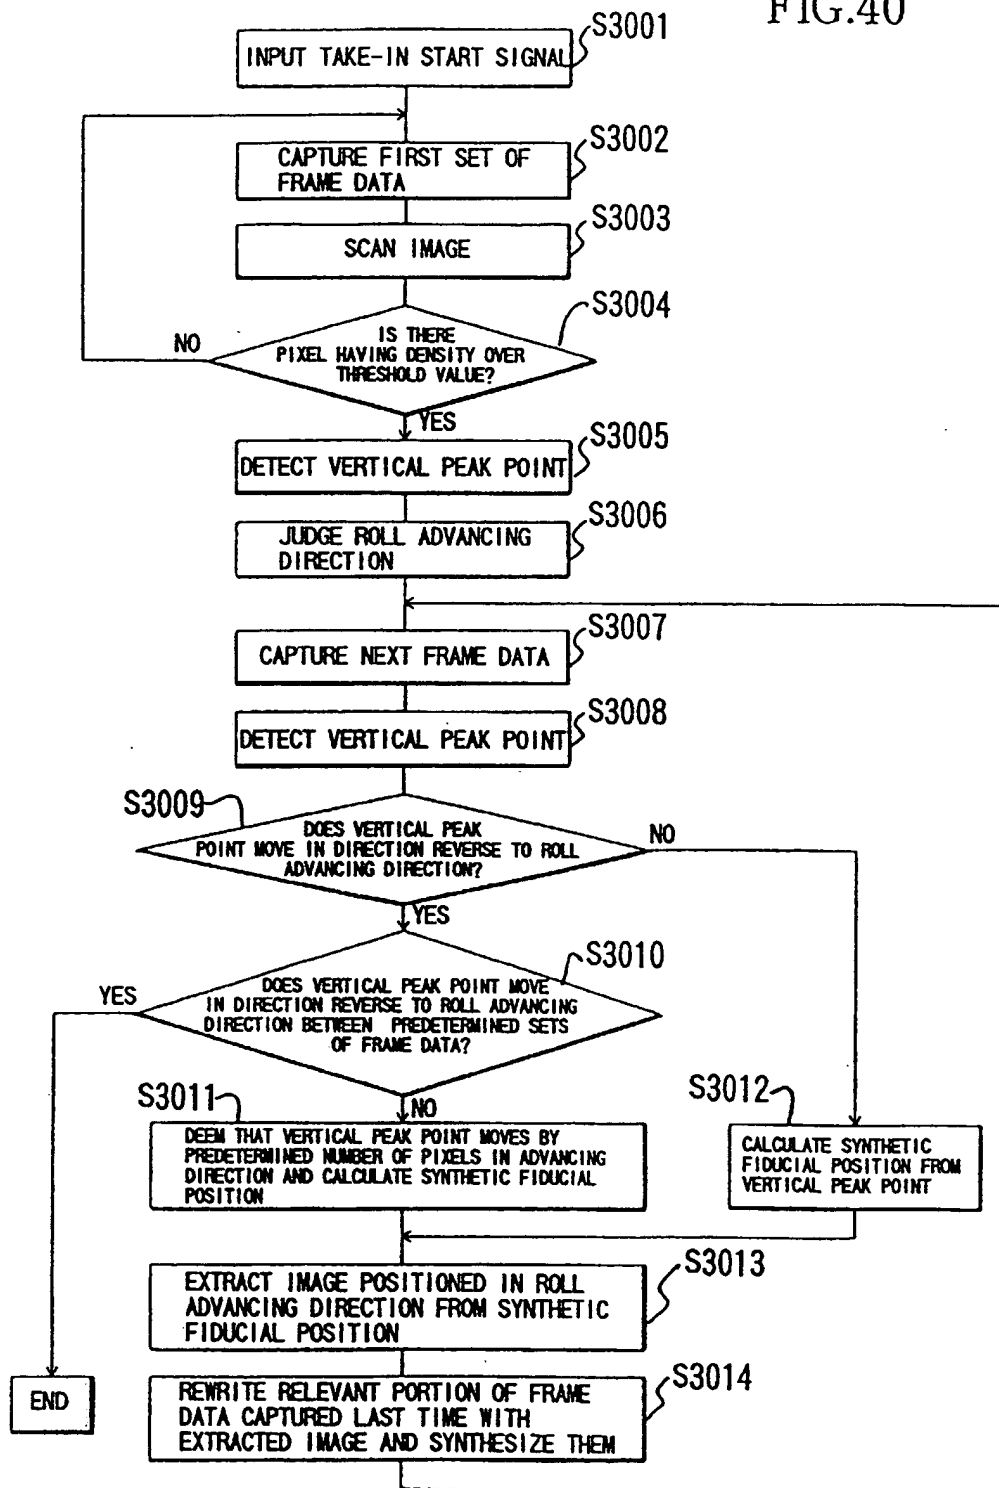 FIG.40
S3001
INPUT TAKE-IN START SIGNAL
S3002
CAPTURE FIRST SET OF
FRAME DATA
S3003
SCAN IMAGE
S3004
IS THERE
PIXEL HAVING DENSITY OVER
THRESHOLD VALUE?
NO
YES
S3005
DETECT VERTICAL PEAK POINT
S3006
JUDGE ROLL ADVANCING
DIRECTION
S3007
CAPTURE NEXT FRAME DATA
S3008
DETECT VERTICAL PEAK POINT
S3009
DOES VERTICAL PEAK
POINT MOVE IN DIRECTION REVERSE TO ROLL
ADVANCING DIRECTION?
NO
YES
S3010
DOES VERTICAL PEAK POINT MOVE
IN DIRECTION REVERSE TO ROLL ADVANCING
DIRECTION BETWEEN PREDETERMINED SETS
OF FRAME DATA?
YES
NO
S3011
DEEM THAT VERTICAL PEAK POINT MOVES BY
PREDETERMINED NUMBER OF PIXELS IN ADVANCING
DIRECTION AND CALCULATE SYNTHETIC FIDUCIAL
POSITION
S3012
CALCULATE SYNTHETIC
FIDUCIAL POSITION FROM
VERTICAL PEAK POINT
S3013
EXTRACT IMAGE POSITIONED IN ROLL
ADVANCING DIRECTION FROM SYNTHETIC
FIDUCIAL POSITION
S3014
REWRITE RELEVANT PORTION OF FRAME
DATA CAPTURED LAST TIME WITH
EXTRACTED IMAGE AND SYNTHESIZE THEM
END